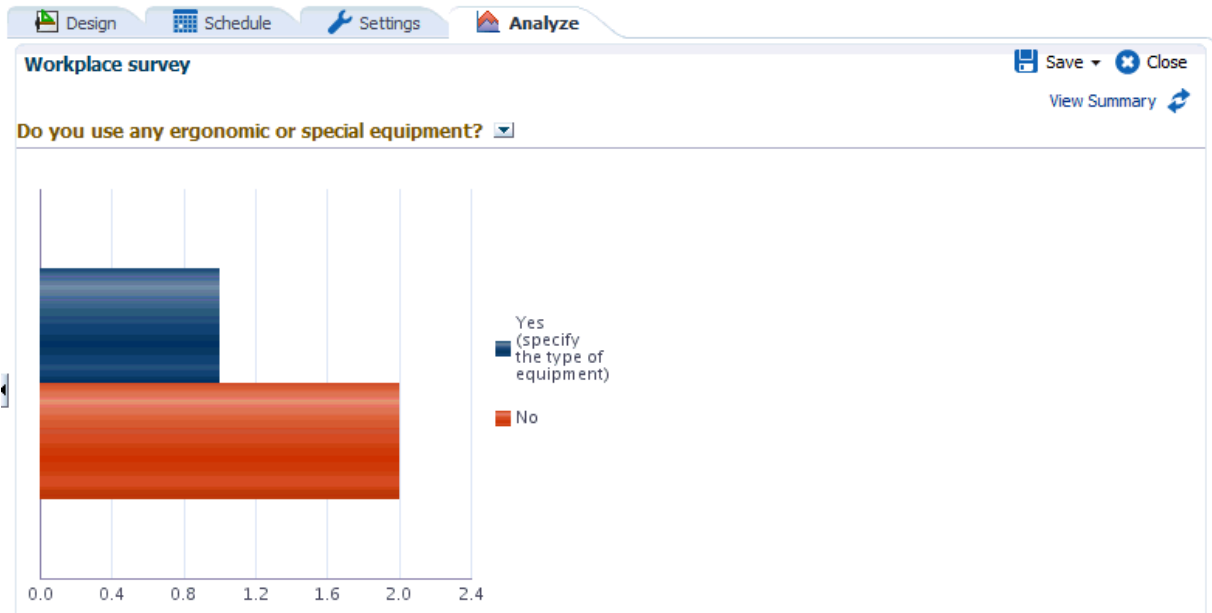 Design Schedule Settings Analyze
Workplace survey Save Close
View Summary
Do you use any ergonomic or special equipment?
Yes
(specify
the type of
equipment)
No
0.0 0.4 0.8 1.2 1.6 2.0 2.4